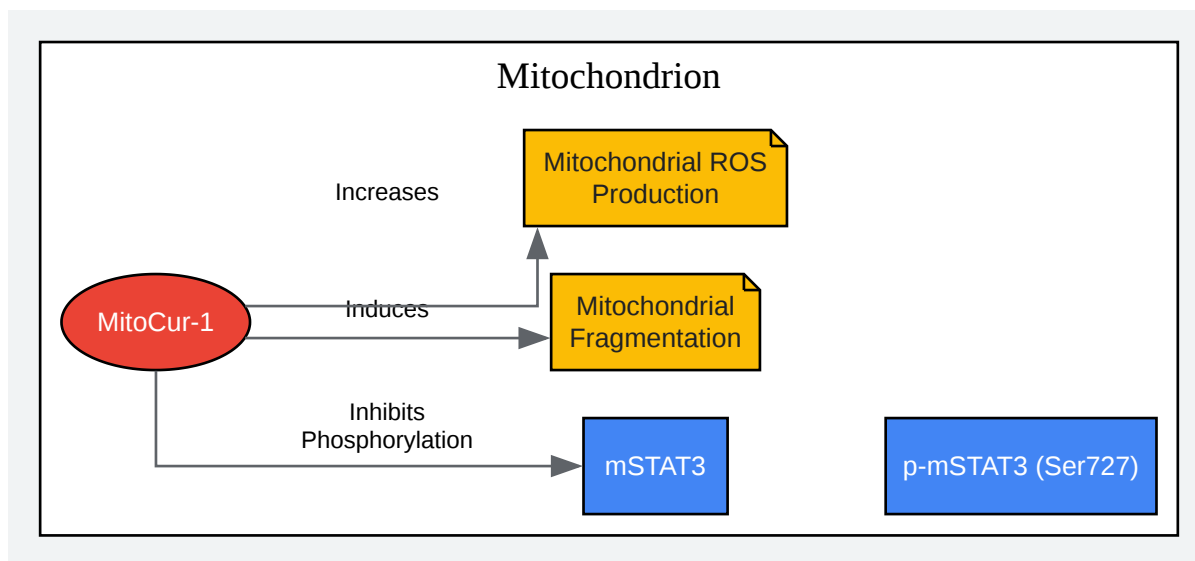 Mitochondrion
Increases
Mitochondrial ROS
Production
MitoCur-1
Induces
Mitochondrial
Fragmentation
Inhibits
Phosphorylation
mSTAT3
p-mSTAT3 (Ser727)